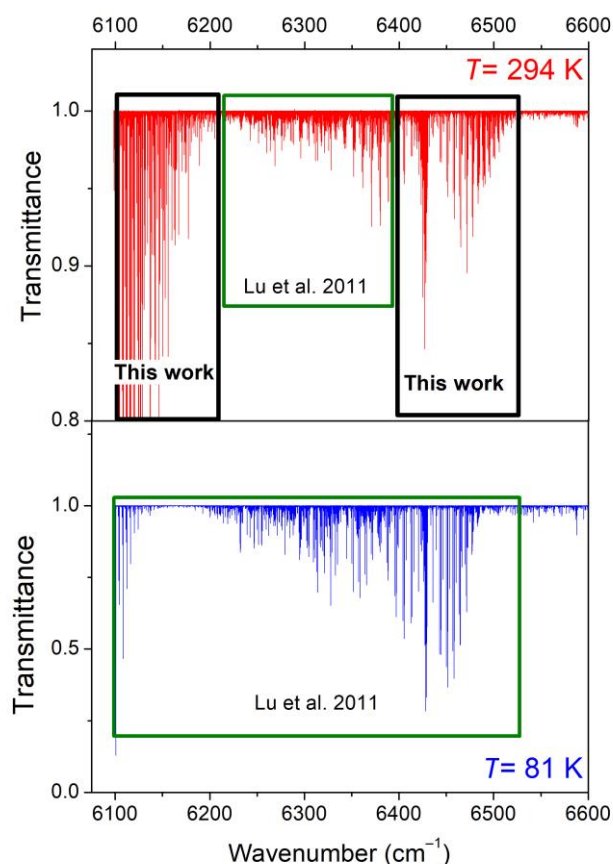 6100 6200 6300 6400 6500 6600
T= 294 K
1.0
0.9
0.8
Transmittance
Lu et al. 2011
This work
This work
1.0
0.5
0.0
Transmittance
Lu et al. 2011
T= 81 K
6100 6200 6300 6400 6500 6600
Wavenumber (cm⁻¹)